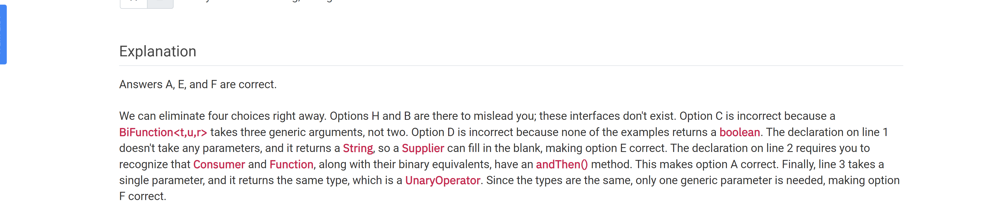 Explanation
Answers A, E, and F are correct.
We can eliminate four choices right away. Options H and B are there to mislead you; these interfaces don't exist. Option C is incorrect because a
BiFunction<t,u,r> takes three generic arguments, not two. Option D is incorrect because none of the examples returns a boolean. The declaration on line 1
doesn't take any parameters, and it returns a String, so a Supplier can fill in the blank, making option E correct. The declaration on line 2 requires you to
recognize that Consumer and Function, along with their binary equivalents, have an andThen() method. This makes option A correct. Finally, line 3 takes a
single parameter, and it returns the same type, which is a UnaryOperator. Since the types are the same, only one generic parameter is needed, making option
F correct.